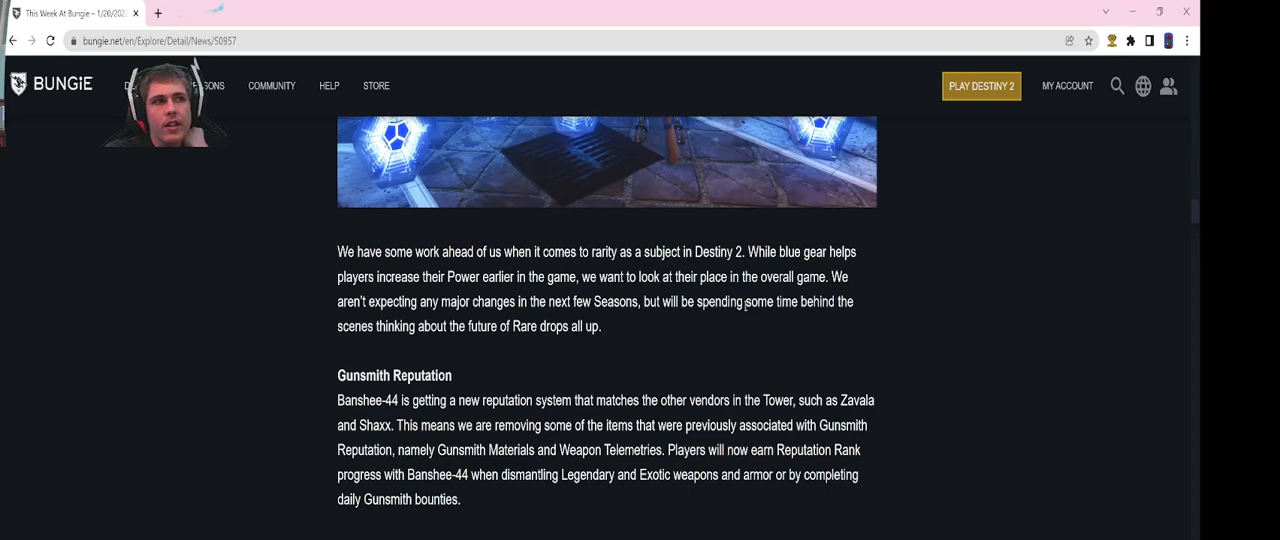 This Week At Bungie – 1/20/202
bungie.net/en/Explore/Detail/News/50957
BUNGiE
SONS
COMMUNITY
HELP
STORE
PLAY DESTINY 2
MY ACCOUNT
We have some work ahead of us when it comes to rarity as a subject in Destiny 2. While blue gear helps
players increase their Power earlier in the game, we want to look at their place in the overall game. We
aren't expecting any major changes in the next few Seasons, but will be spending some time behind the
scenes thinking about the future of Rare drops all up.
Gunsmith Reputation
Banshee-44 is getting a new reputation system that matches the other vendors in the Tower, such as Zavala
and Shaxx. This means we are removing some of the items that were previously associated with Gunsmith
Reputation, namely Gunsmith Materials and Weapon Telemetries. Players will now earn Reputation Rank
progress with Banshee-44 when dismantling Legendary and Exotic weapons and armor or by completing
daily Gunsmith bounties.